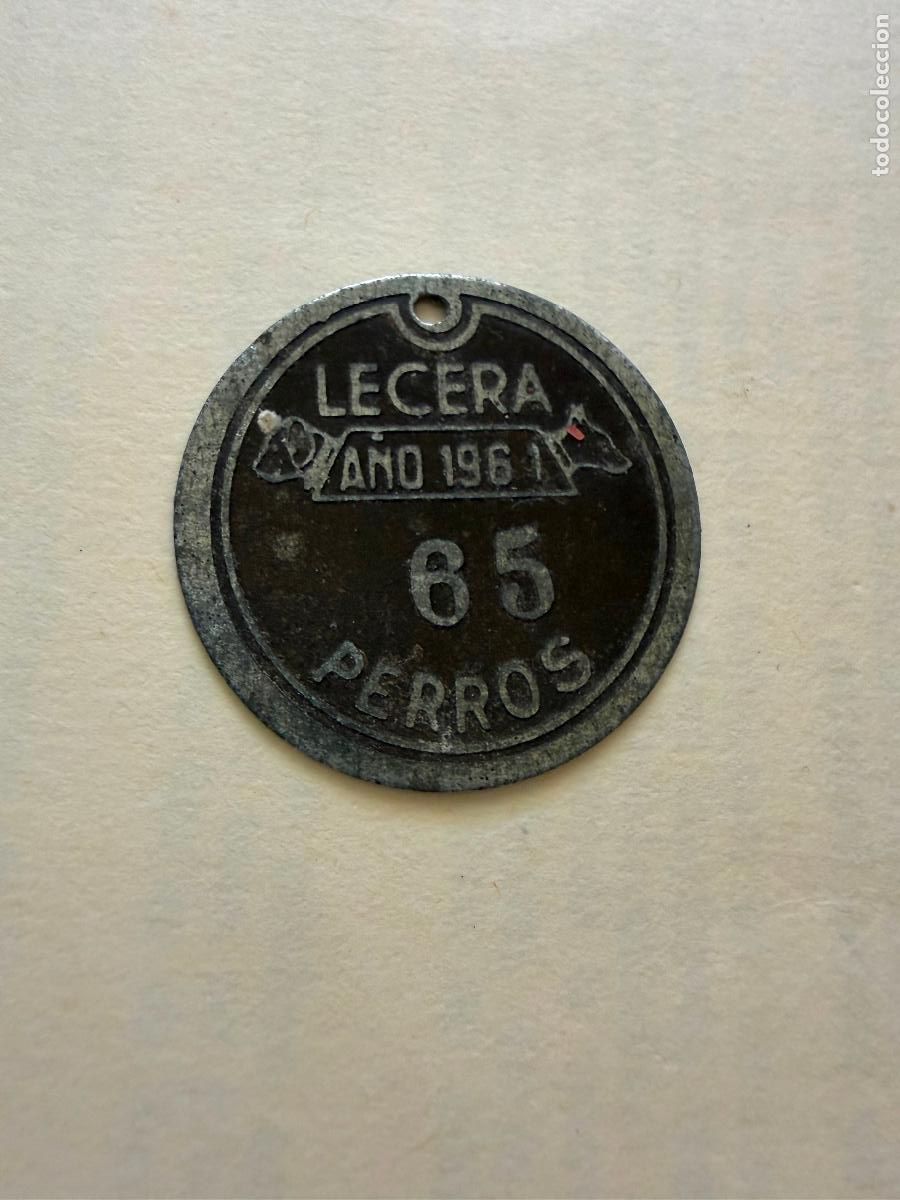 LECERA
AÑO 1961
65
PERROS
todocoleccion